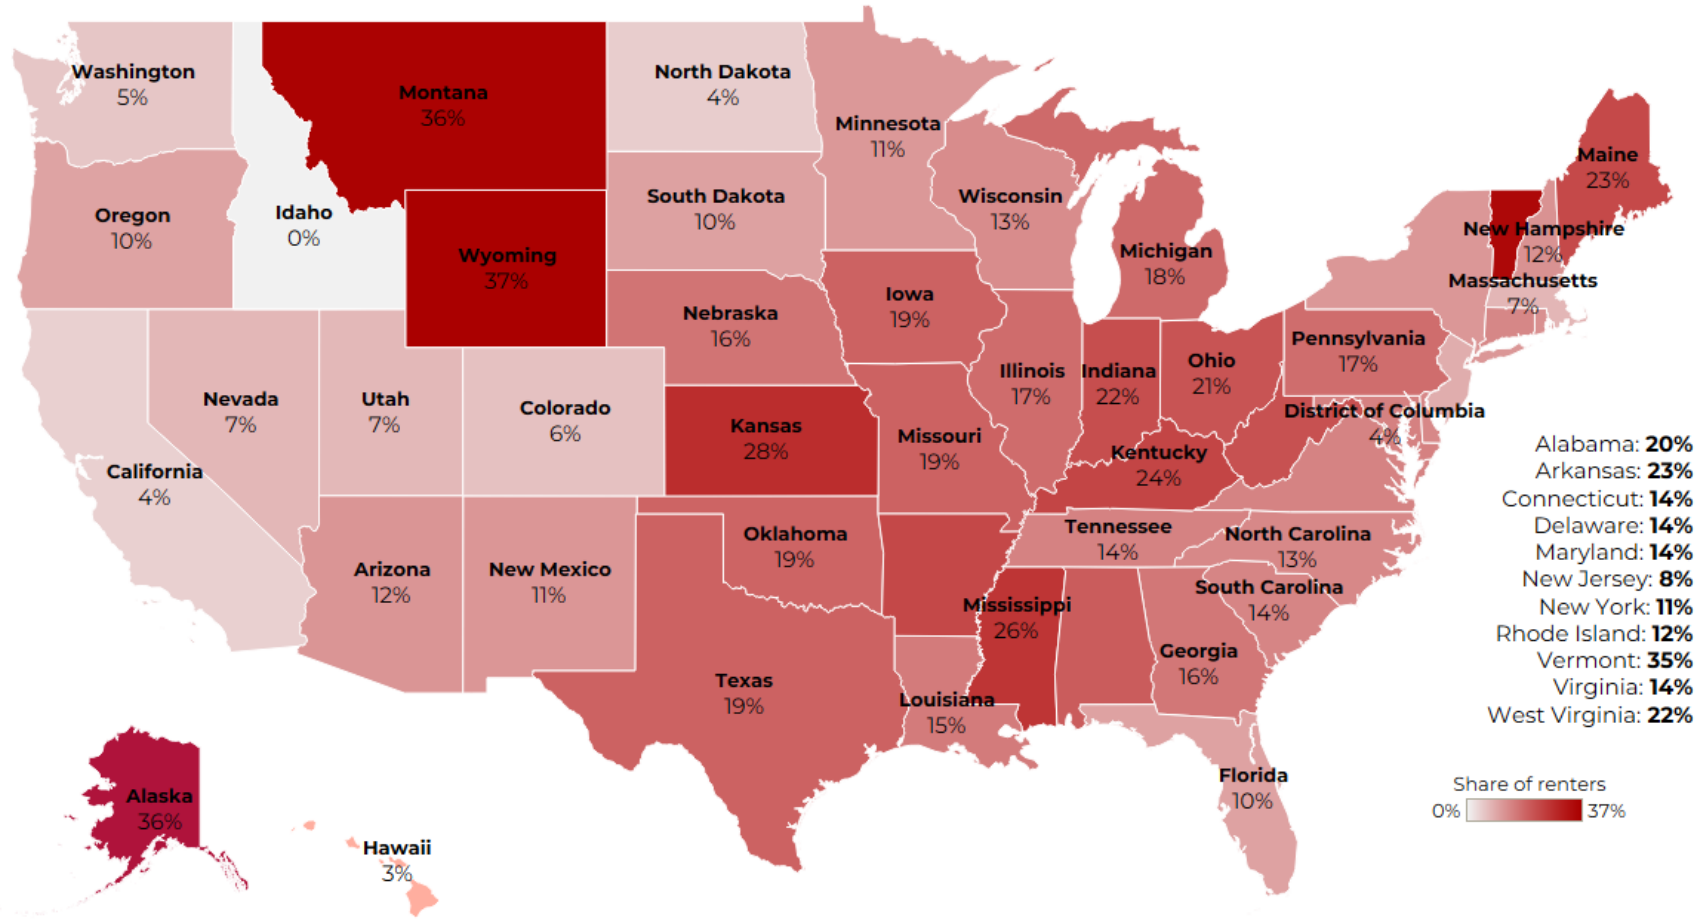 Washington
5%
Montana
36%
North Dakota
4%
Minnesota
11%
Maine
23%
Oregon
10%
Idaho
0%
South Dakota
10%
Wisconsin
13%
New Hampshire
12%
Wyoming
37%
Michigan
18%
Massachusetts
7%
Iowa
19%
Nebraska
16%
Pennsylvania
17%
Illinois
17%
Indiana
22%
Ohio
21%
Nevada
7%
Utah
7%
Colorado
6%
District of Columbia
4%
Kansas
28%
Missouri
19%
Kentucky
24%
California
4%
Tennessee
14%
North Carolina
13%
Oklahoma
19%
Arizona
12%
New Mexico
11%
South Carolina
14%
Mississippi
26%
Georgia
16%
Texas
19%
Louisiana
15%
Florida
10%
Alaska
36%
Hawaii
3%
Alabama: 20%
Arkansas: 23%
Connecticut: 14%
Delaware: 14%
Maryland: 14%
New Jersey: 8%
New York: 11%
Rhode Island: 12%
Vermont: 35%
Virginia: 14%
West Virginia: 22%
Share of renters
0% 37%